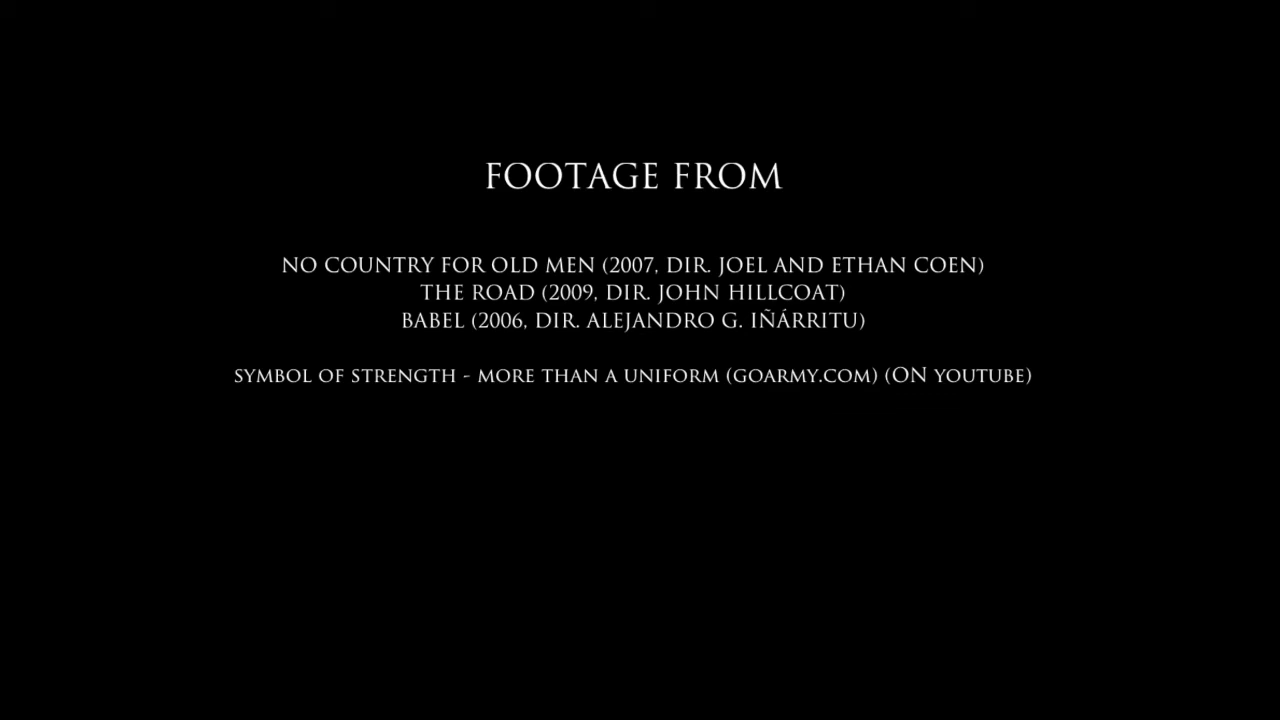 FOOTAGE FROM
NO COUNTRY FOR OLD MEN (2007, DIR. JOEL AND ETHAN COEN)
THE ROAD (2009, DIR. JOHN HILLCOAT)
BABEL (2006, DIR. ALEJANDRO G. IÑÁRRITU)
SYMBOL OF STRENGTH - MORE THAN A UNIFORM (GOARMY.COM) (ON YOUTUBE)